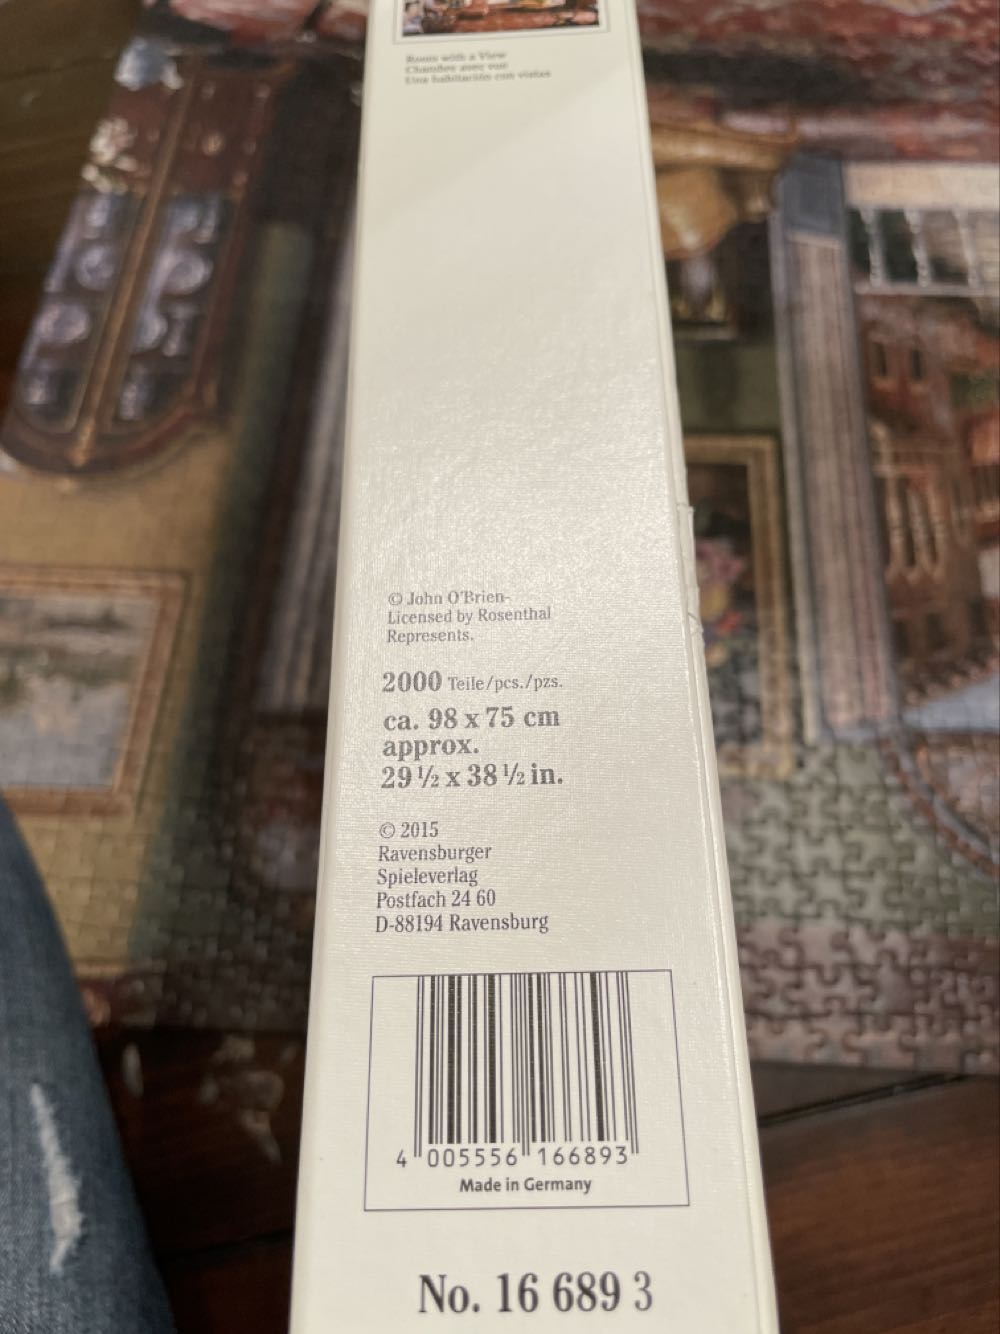 Room with a View
Chambre avec vue
Una habitación con vistas
© John O'Brien-
Licensed by Rosenthal
Represents.
2000 Teile/pcs./pzs.
ca. 98 x 75 cm
approx.
29 ½ x 38 ½ in.
© 2015
Ravensburger
Spieleverlag
Postfach 24 60
D-88194 Ravensburg
4 005556 166893
Made in Germany
No. 16 689 3